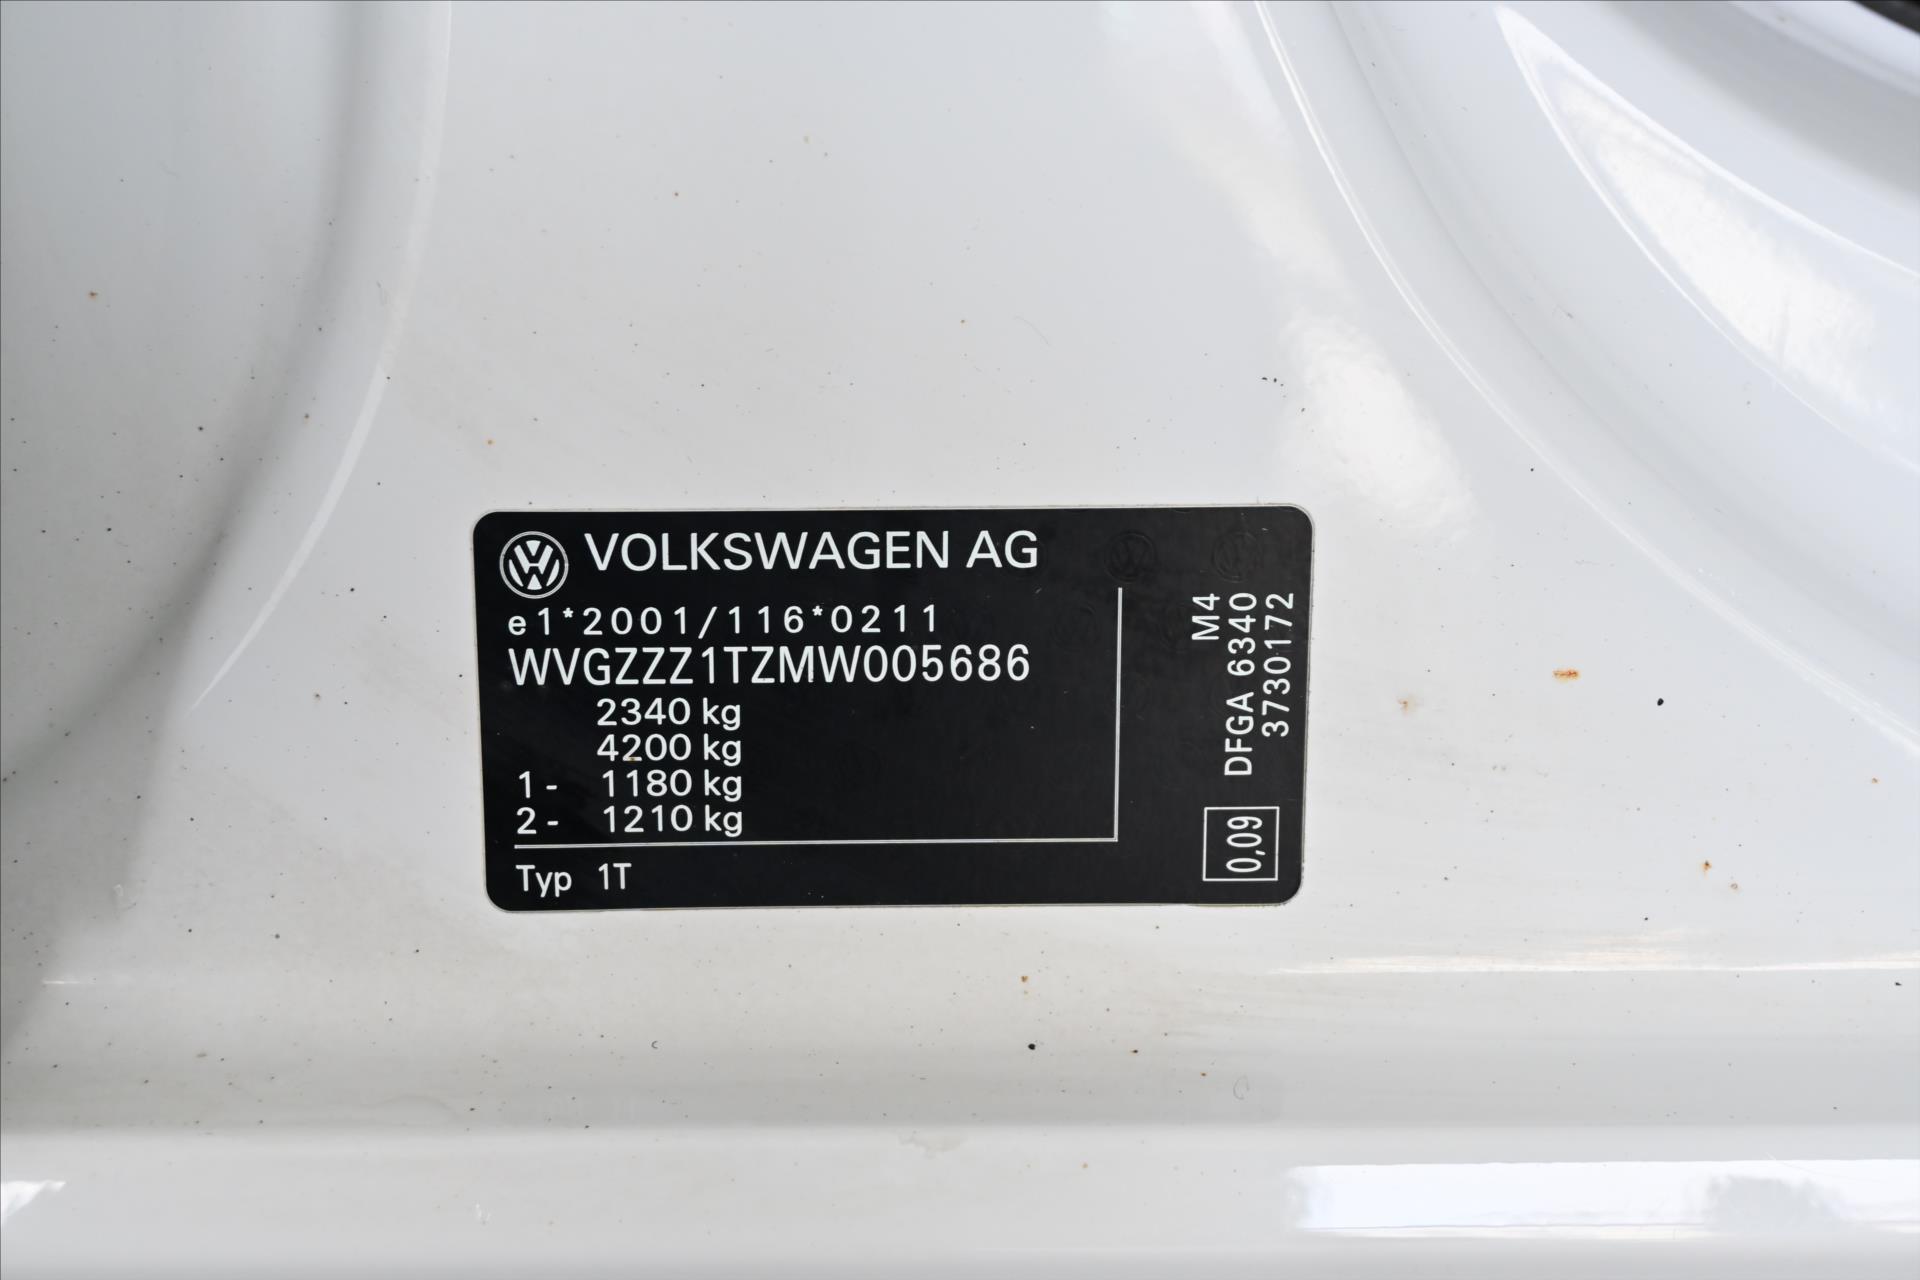 VOLKSWAGEN AG
e1*2001/116*0211
WVGZZZ1TZMW005686
2340 kg
4200 kg
1- 1180 kg
2- 1210 kg
Typ 1T
M4
DFGA 6340
3730172
0,09